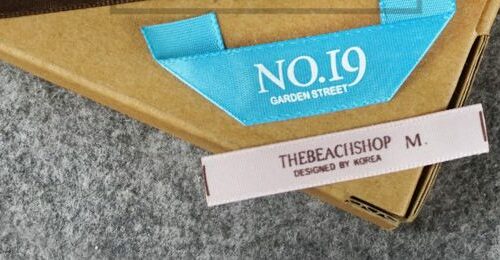 NO.19
GARDEN STREET
THEBEACHSHOP M.
DESIGNED BY KOREA